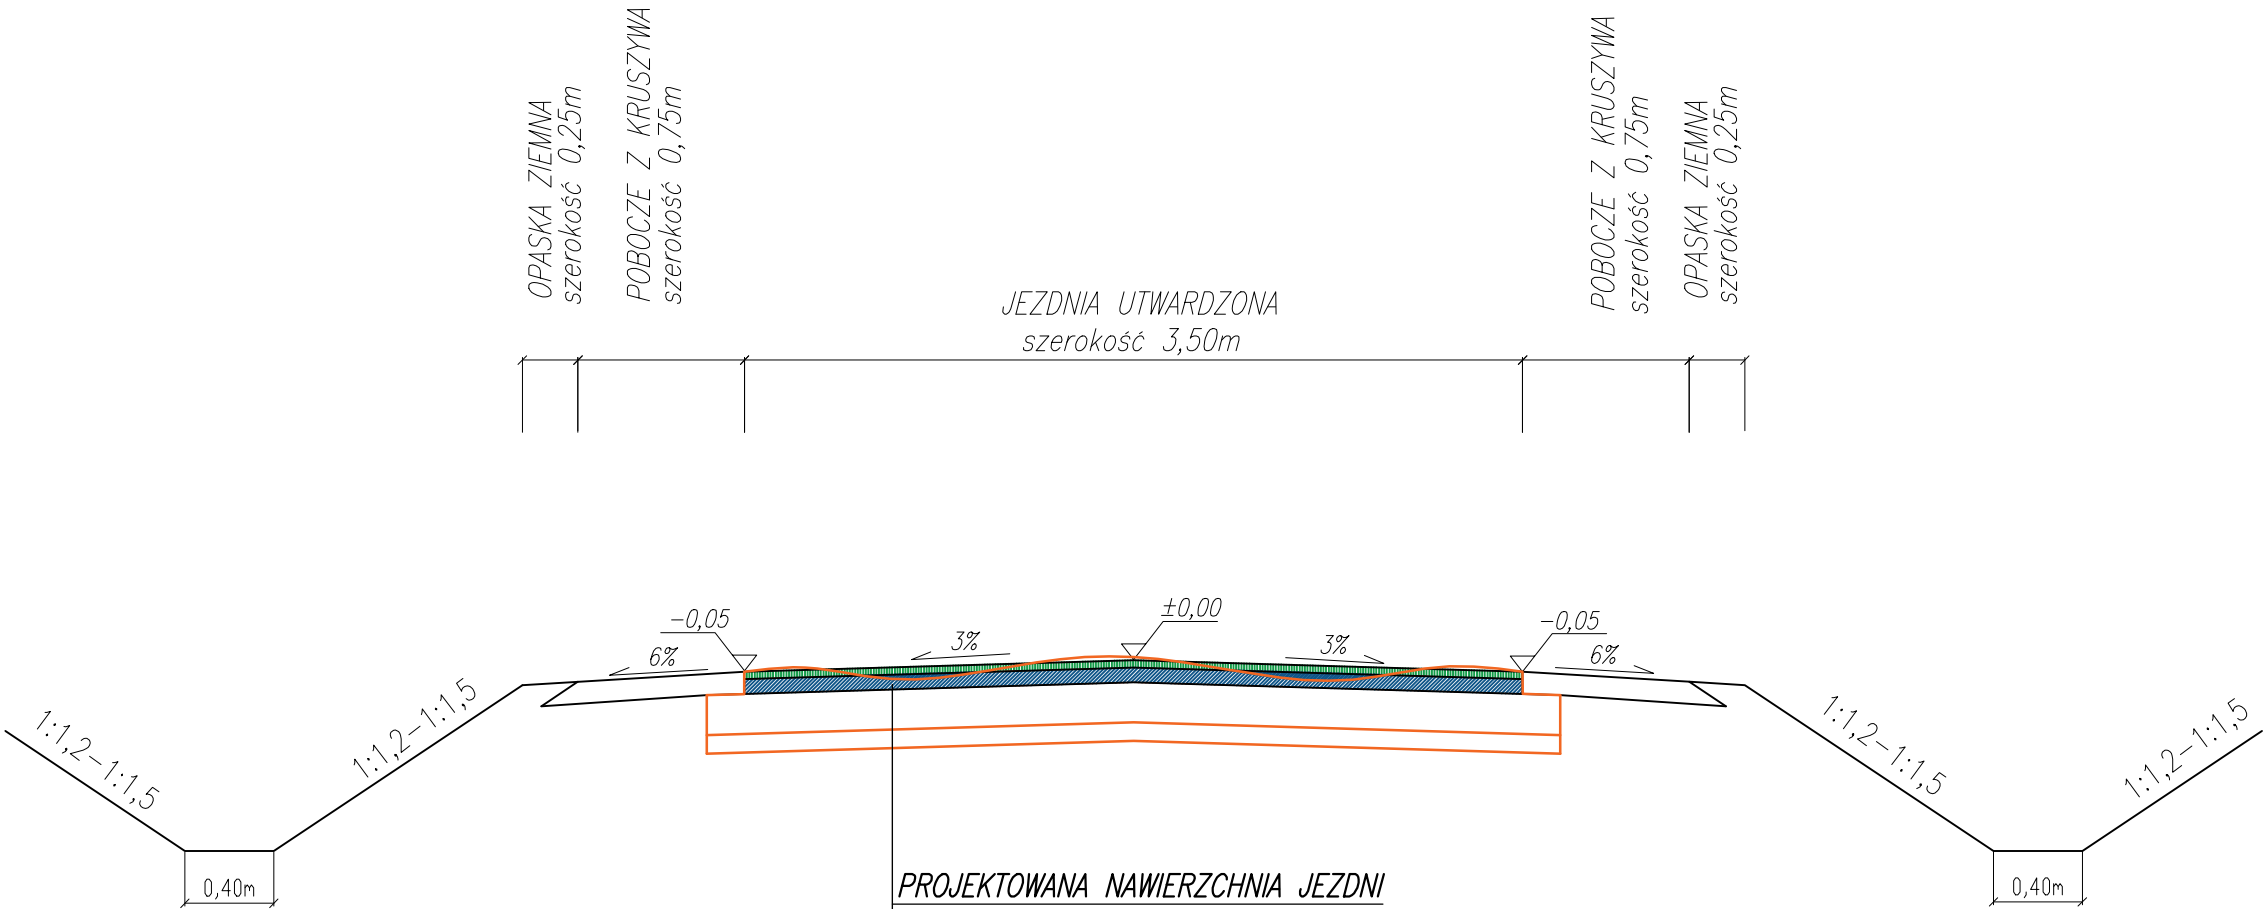 OPASKA ZIEMNA
szerokość 0,25m
POBOCZE Z KRUSZYWA
szerokość 0,75m
JEZDNIA UTWARDZONA
szerokość 3,50m
POBOCZE Z KRUSZYWA
szerokość 0,75m
OPASKA ZIEMNA
szerokość 0,25m
-0,05
±0,00
-0,05
6%
3%
3%
6%
1:1,2-1:1,5
1:1,2-1:1,5
1:1,2-1:1,5
1:1,2-1:1,5
0,40m
PROJEKTOWANA NAWIERZCHNIA JEZDNI
0,40m